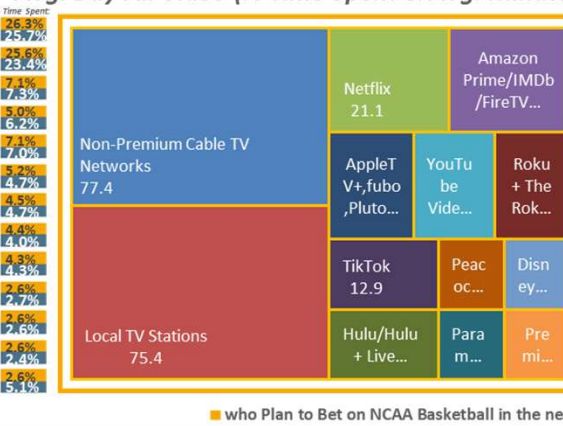 Time Spent:
26.3%
25.7%
25.6%
23.4%
7.1%
7.3%
5.0%
6.2%
7.1%
7.0%
5.2%
4.7%
4.5%
4.7%
4.4%
4.0%
4.3%
4.3%
2.6%
2.7%
2.6%
2.6%
2.6%
2.4%
2.6%
5.1%
Non-Premium Cable TV
Networks
77.4
Local TV Stations
75.4
Netflix
21.1
Amazon
Prime/IMDb
/FireTV...
AppleT
V+,fubo
,Pluto...
YouTu
be
Vide...
Roku
+ The
Rok...
TikTok
12.9
Peac
oc...
Disn
ey...
Hulu/Hulu
+ Live...
Para
m...
Pre
mi...
who Plan to Bet on NCAA Basketball in the ne